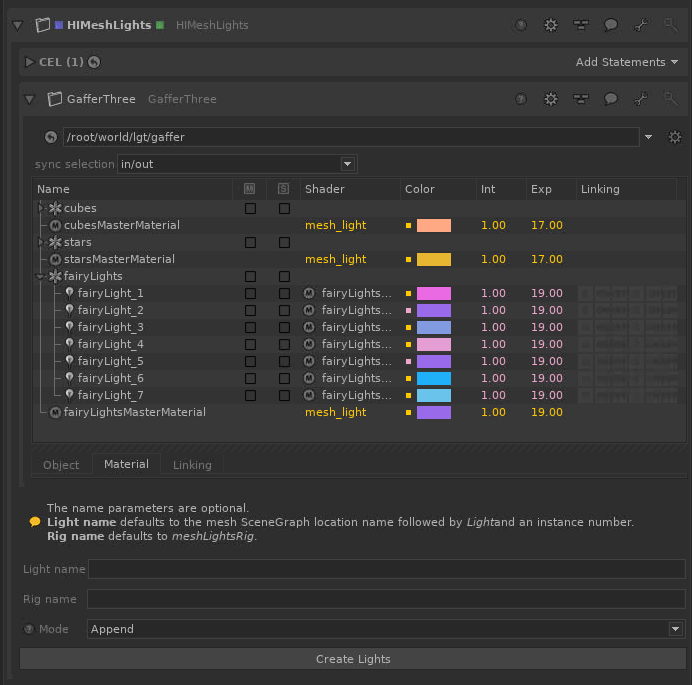 HIMeshLights HIMeshLights
CEL (1) Add Statements
GafferThree GafferThree
/root/world/lgt/gaffer
sync selection in/out
Name M S Shader Color Int Exp Linking
cubes
cubesMasterMaterial mesh_light 1.00 17.00
stars
starsMasterMaterial mesh_light 1.00 17.00
fairyLights
fairyLight_1 M fairyLights... 1.00 19.00
fairyLight_2 M fairyLights... 1.00 19.00
fairyLight_3 M fairyLights... 1.00 19.00
fairyLight_4 M fairyLights... 1.00 19.00
fairyLight_5 M fairyLights... 1.00 19.00
fairyLight_6 M fairyLights... 1.00 19.00
fairyLight_7 M fairyLights... 1.00 19.00
M fairyLightsMasterMaterial mesh_light 1.00 19.00
Object Material Linking
The name parameters are optional.
Light name defaults to the mesh SceneGraph location name followed by Lightand an instance number.
Rig name defaults to meshLightsRig.
Light name
Rig name
? Mode Append
Create Lights